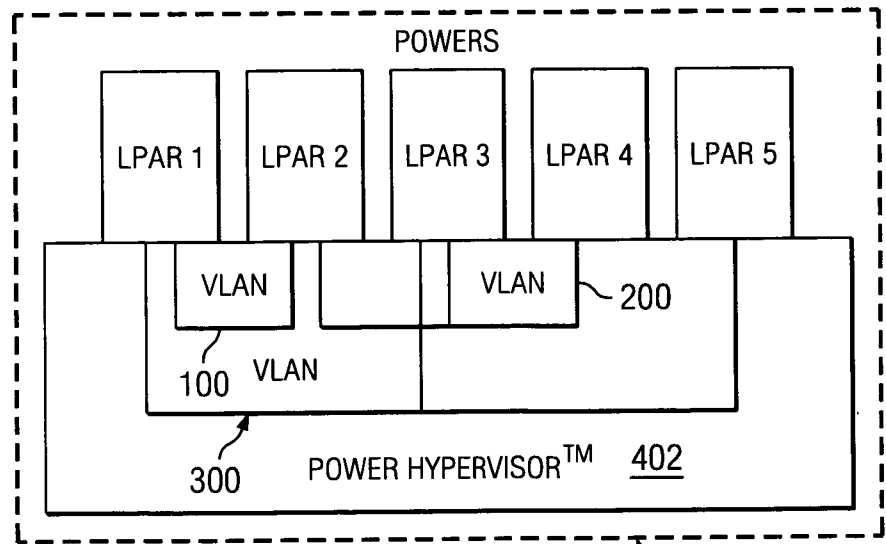 POWERS
LPAR 1 LPAR 2 LPAR 3 LPAR 4 LPAR 5
VLAN VLAN 200
100 VLAN
300 POWER HYPERVISOR™ 402